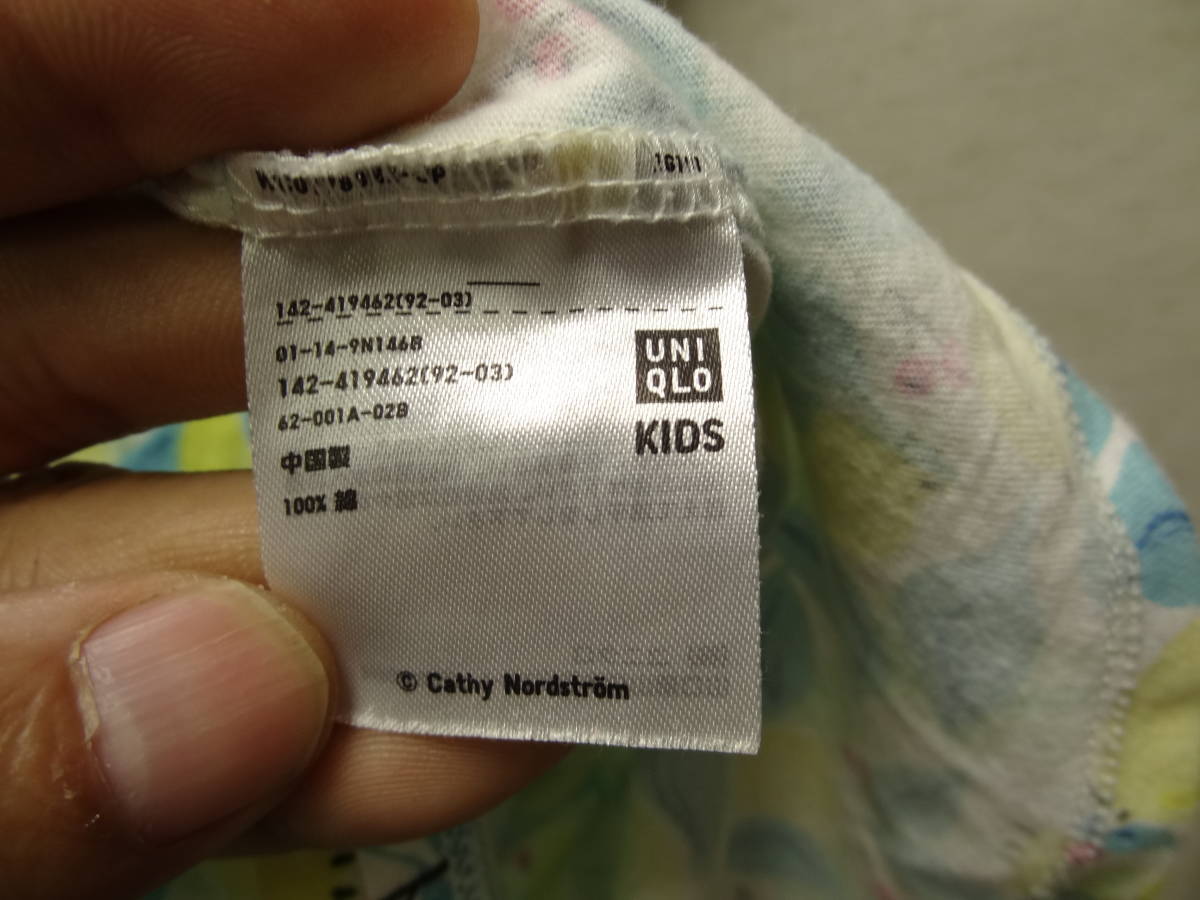 142-419462(92-03)
01-14-9N146B
142-419462(92-03)
62-001A-02B
中国製
100% 綿
UNI
QLO
KIDS
© Cathy Nordström